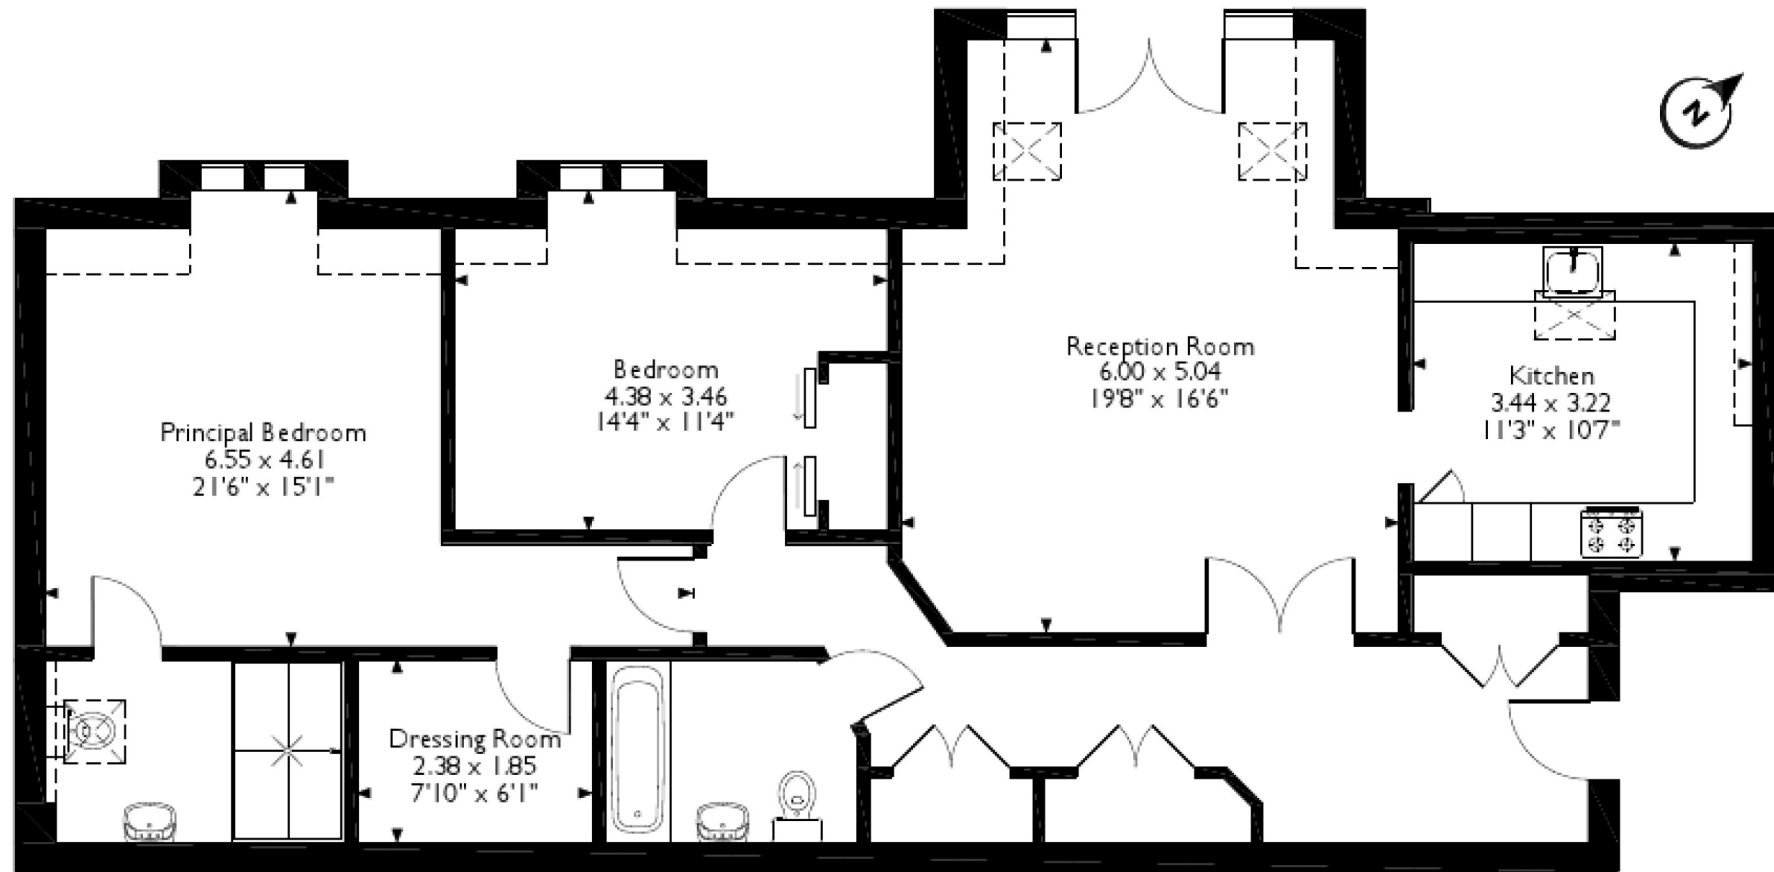 N
Reception Room
6.00 x 5.04
19'8" x 16'6"
Bedroom
4.38 x 3.46
14'4" x 11'4"
Kitchen
3.44 x 3.22
11'3" x 10'7"
Principal Bedroom
6.55 x 4.61
21'6" x 15'1"
Dressing Room
2.38 x 1.85
7'10" x 6'1"